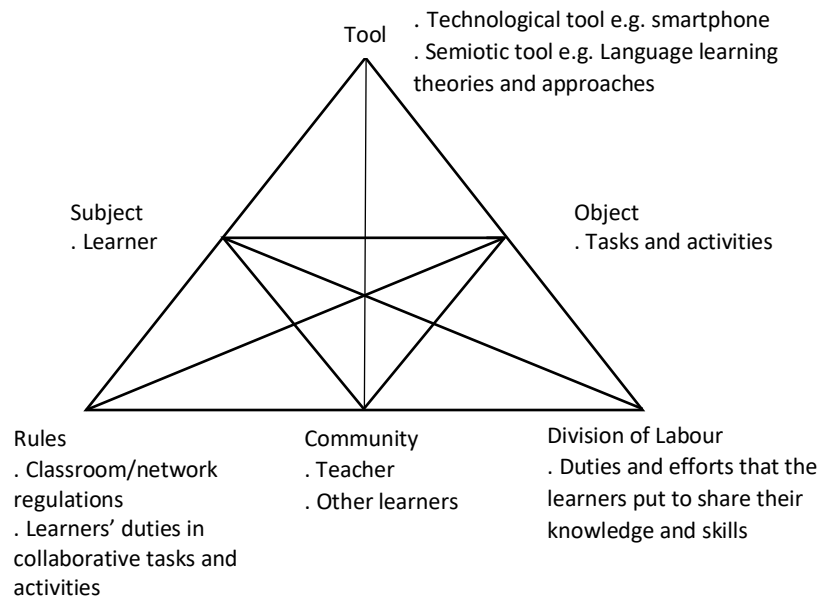 Tool
. Technological tool e.g. smartphone
. Semiotic tool e.g. Language learning
theories and approaches
Subject
. Learner
Object
. Tasks and activities
Rules
. Classroom/network
regulations
. Learners’ duties in
collaborative tasks and
activities
Community
. Teacher
. Other learners
Division of Labour
. Duties and efforts that the
learners put to share their
knowledge and skills